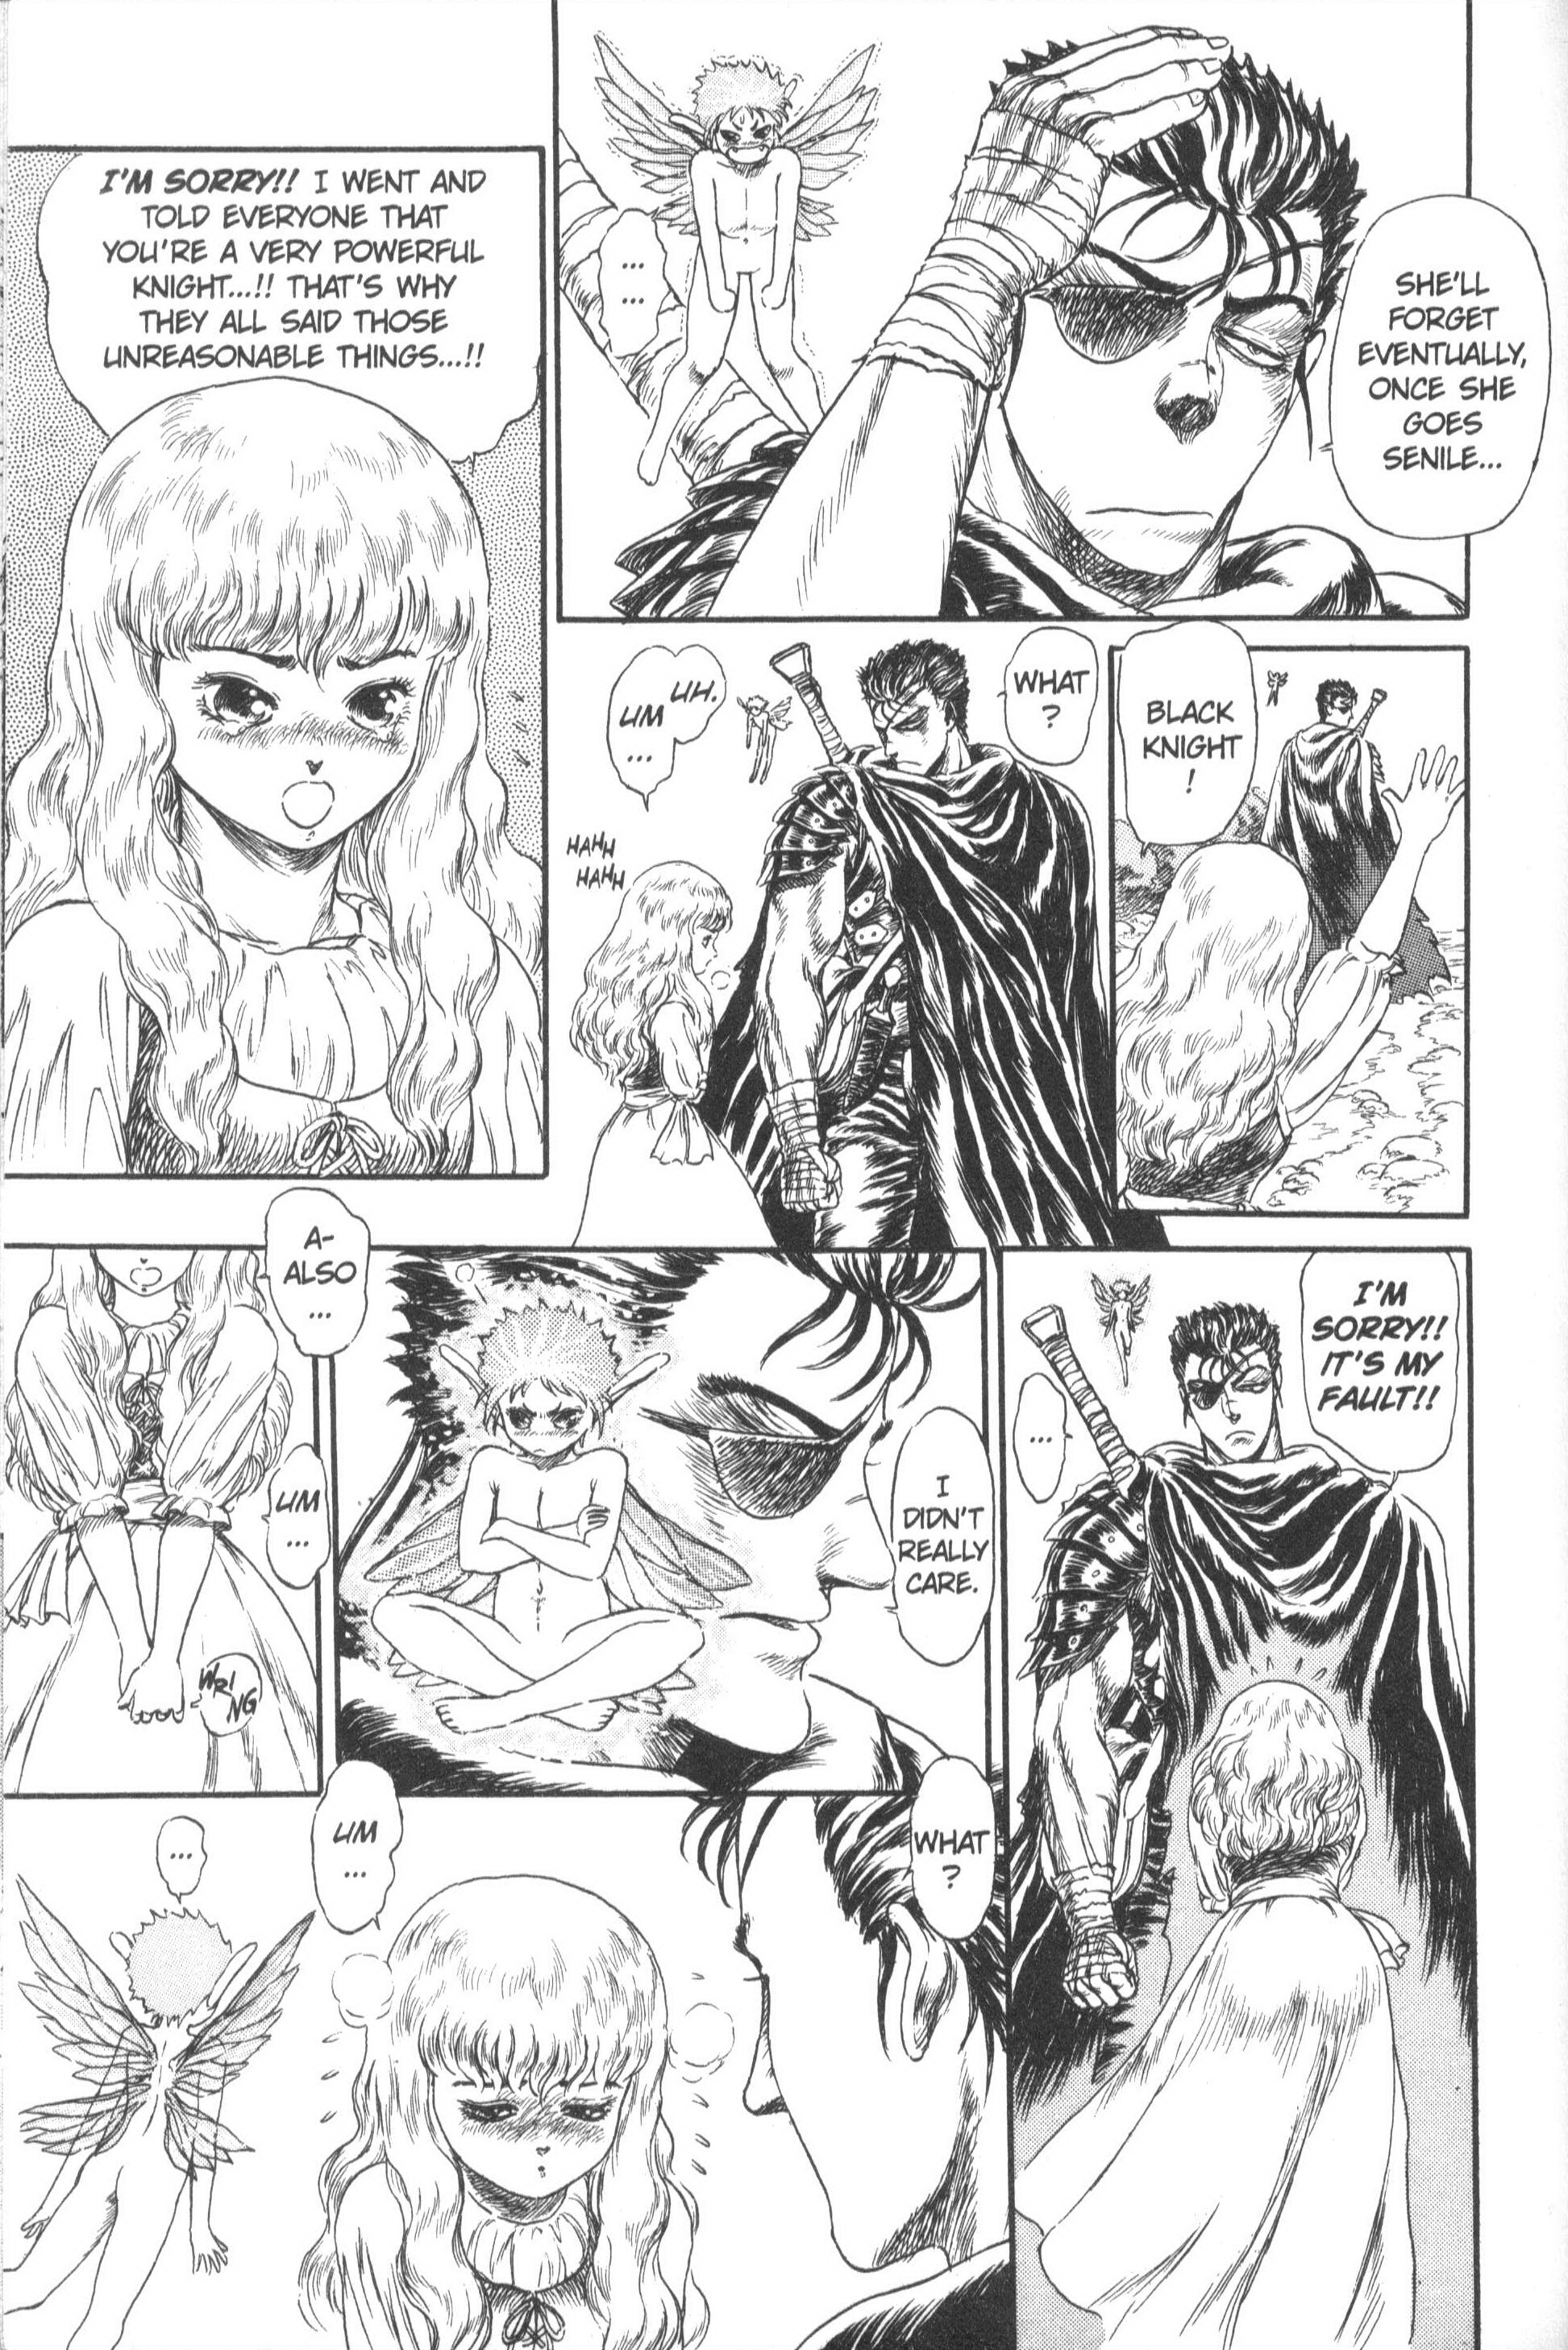 SHE'LL
FORGET
EVENTUALLY,
ONCE SHE
GOES
SENILE...
...
...
BLACK
KNIGHT
!
WHAT
?
UH.
UM
...
HAHH
HAHH
I'M SORRY!! I WENT AND
TOLD EVERYONE THAT
YOU'RE A VERY POWERFUL
KNIGHT...!! THAT'S WHY
THEY ALL SAID THOSE
UNREASONABLE THINGS...!!
I'M
SORRY!!
IT'S MY
FAULT!!
...
I
DIDN'T
REALLY
CARE.
A-
ALSO
...
UM
...
WRI
NG
WHAT
?
UM
...
...